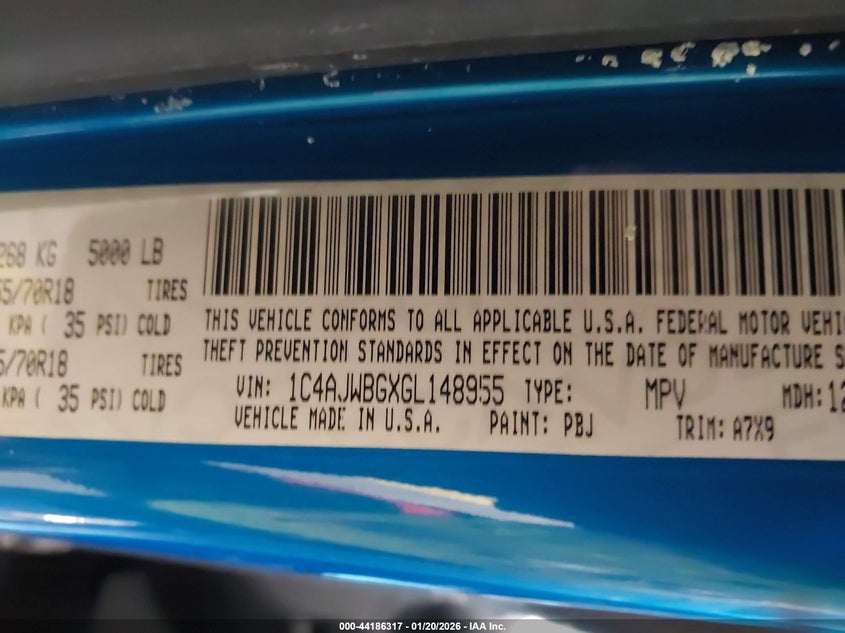 268 KG 5000 LB
65/70R18 TIRES
KPA ( 35 PSI) COLD
5/70R18 TIRES
KPA ( 35 PSI) COLD
THIS VEHICLE CONFORMS TO ALL APPLICABLE U.S.A. FEDERAL MOTOR VEHI
THEFT PREVENTION STANDARDS IN EFFECT ON THE DATE OF MANUFACTURE S
VIN: 1C4AJWBGXGL148955 TYPE: MPV MDH: 12
VEHICLE MADE IN U.S.A. PAINT: PBJ TRIM: A7X9
000-44186317 - 01/20/2026 - IAA Inc.